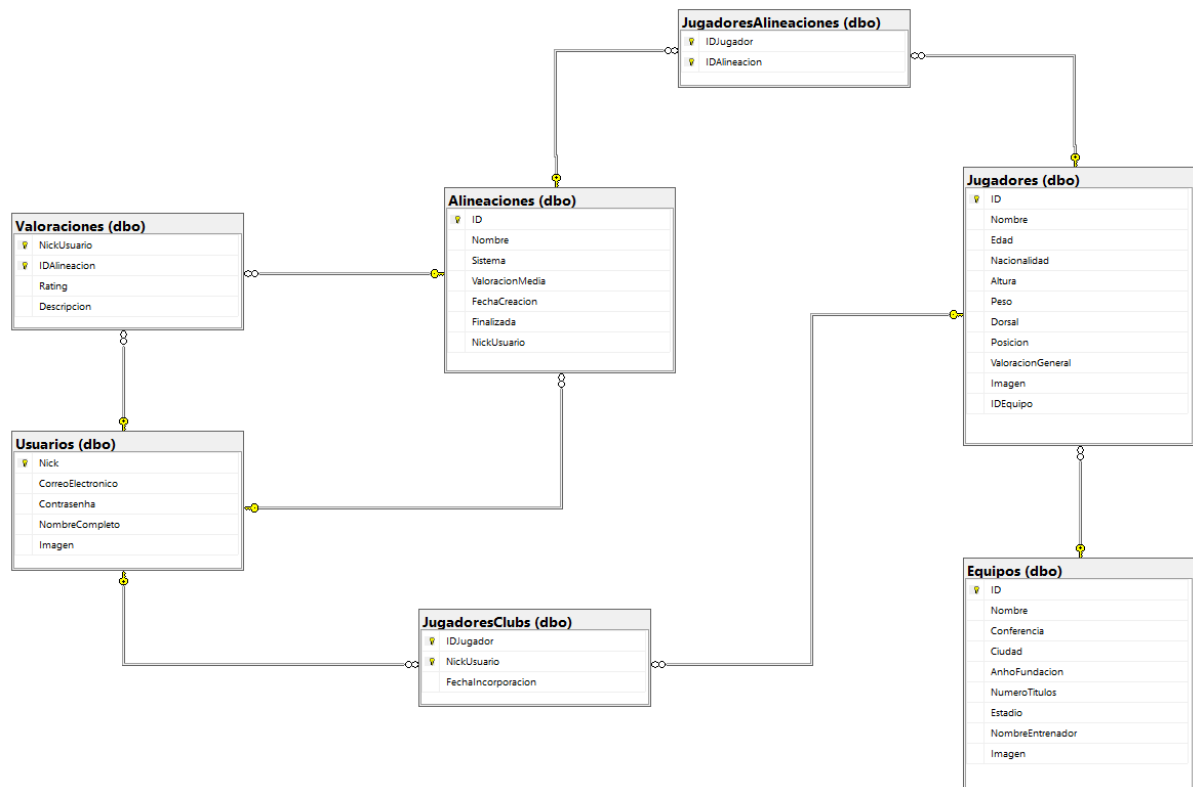 JugadoresAlineaciones (dbo)
IDJugador
IDAlineacion
Jugadores (dbo)
ID
Nombre
Edad
Nacionalidad
Altura
Peso
Dorsal
Posicion
ValoracionGeneral
Imagen
IDEquipo
Alineaciones (dbo)
ID
Nombre
Sistema
ValoracionMedia
FechaCreacion
Finalizada
NickUsuario
Valoraciones (dbo)
NickUsuario
IDAlineacion
Rating
Descripcion
Usuarios (dbo)
Nick
CorreoElectronico
Contrasenha
NombreCompleto
Imagen
JugadoresClubs (dbo)
IDJugador
NickUsuario
FechaIncorporacion
Equipos (dbo)
ID
Nombre
Conferencia
Ciudad
AnhoFundacion
NumeroTitulos
Estadio
NombreEntrenador
Imagen